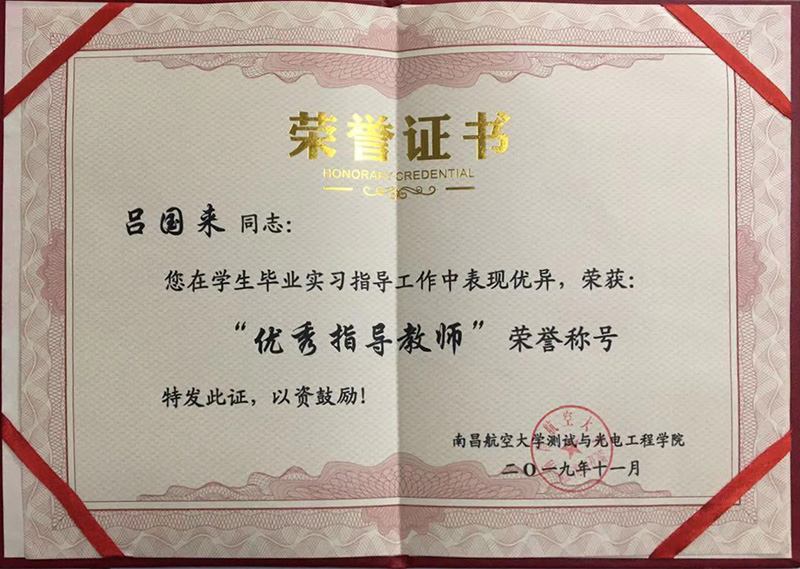 荣誉证书
HONORARY CREDENTIAL
吕国来 同志：
您在学生毕业实习指导工作中表现优异，荣获：
“优秀指导教师” 荣誉称号
特发此证，以资鼓励！
南昌航空大学测试与光电工程学院
二〇一九年十一月